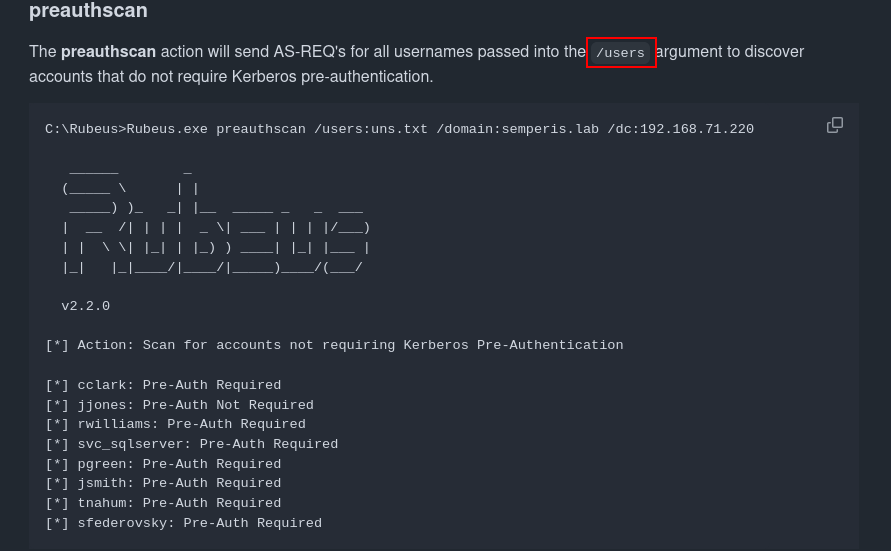 preauthscan
The preauthscan action will send AS-REQ's for all usernames passed into the /users argument to discover
accounts that do not require Kerberos pre-authentication.
C:\Rubeus>Rubeus.exe preauthscan /users:uns.txt /domain:semperis.lab /dc:192.168.71.220
   ______        _
  (_____ \      | |
   _____) )_   _| |__  _____ _   _  ___
  |  __  /| | | |  _ \| ___ | | | |/___)
  | |  \ \| |_| | |_) ) ____| |_| |___ |
  |_|   |_|____/|____/|_____)____/(___/
  v2.2.0
[*] Action: Scan for accounts not requiring Kerberos Pre-Authentication
[*] cclark: Pre-Auth Required
[*] jjones: Pre-Auth Not Required
[*] rwilliams: Pre-Auth Required
[*] svc_sqlserver: Pre-Auth Required
[*] pgreen: Pre-Auth Required
[*] jsmith: Pre-Auth Required
[*] tnahum: Pre-Auth Required
[*] sfederovsky: Pre-Auth Required